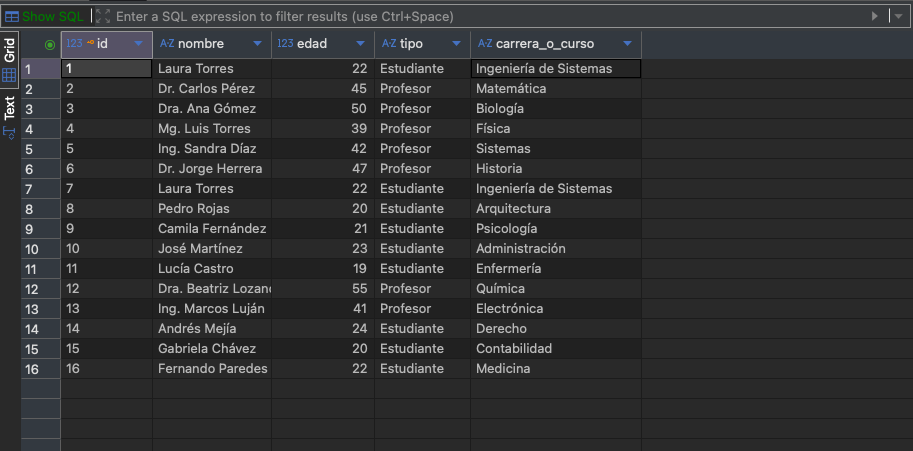 Show SQL Enter a SQL expression to filter results (use Ctrl+Space)
Grid
Text
123 id A-Z nombre 123 edad A-Z tipo A-Z carrera_o_curso
1 1 Laura Torres 22 Estudiante Ingeniería de Sistemas
2 2 Dr. Carlos Pérez 45 Profesor Matemática
3 3 Dra. Ana Gómez 50 Profesor Biología
4 4 Mg. Luis Torres 39 Profesor Física
5 5 Ing. Sandra Díaz 42 Profesor Sistemas
6 6 Dr. Jorge Herrera 47 Profesor Historia
7 7 Laura Torres 22 Estudiante Ingeniería de Sistemas
8 8 Pedro Rojas 20 Estudiante Arquitectura
9 9 Camila Fernández 21 Estudiante Psicología
10 10 José Martínez 23 Estudiante Administración
11 11 Lucía Castro 19 Estudiante Enfermería
12 12 Dra. Beatriz Lozan 55 Profesor Química
13 13 Ing. Marcos Luján 41 Profesor Electrónica
14 14 Andrés Mejía 24 Estudiante Derecho
15 15 Gabriela Chávez 20 Estudiante Contabilidad
16 16 Fernando Paredes 22 Estudiante Medicina